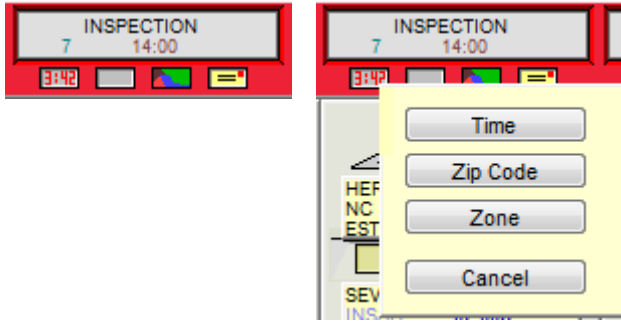 INSPECTION
7 14:00
3:42
INSPECTION
7 14:00
3:42
Time
Zip Code
Zone
Cancel
HER
NC
EST
SEV